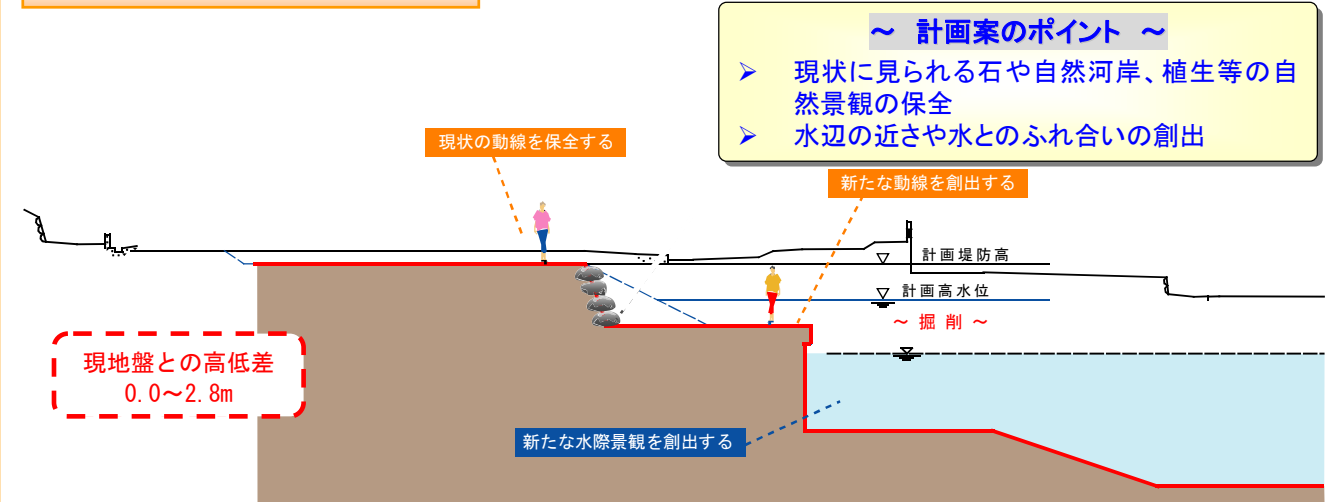 ～ 計画案のポイント ～
➢ 現状に見られる石や自然河岸、植生等の自
然景観の保全
➢ 水辺の近さや水とのふれ合いの創出
現状の動線を保全する
新たな動線を創出する
計画堤防高
計画高水位
～ 掘 削 ～
現地盤との高低差
0.0～2.8m
新たな水際景観を創出する